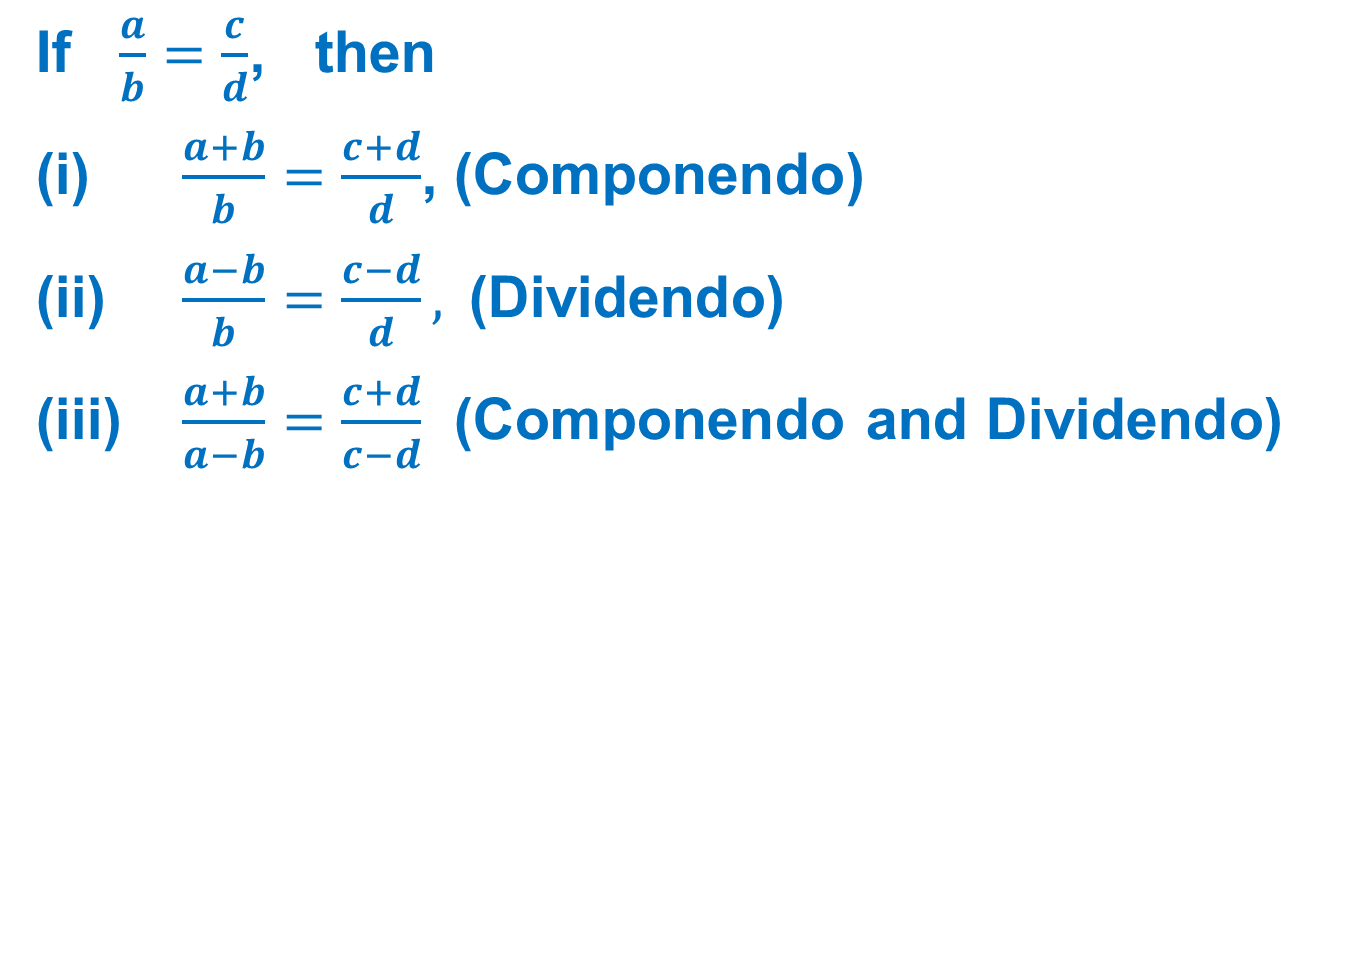 If a/b = c/d, then
(i) a+b/b = c+d/d, (Componendo)
(ii) a−b/b = c−d/d , (Dividendo)
(iii) a+b/a−b = c+d/c−d (Componendo and Dividendo)